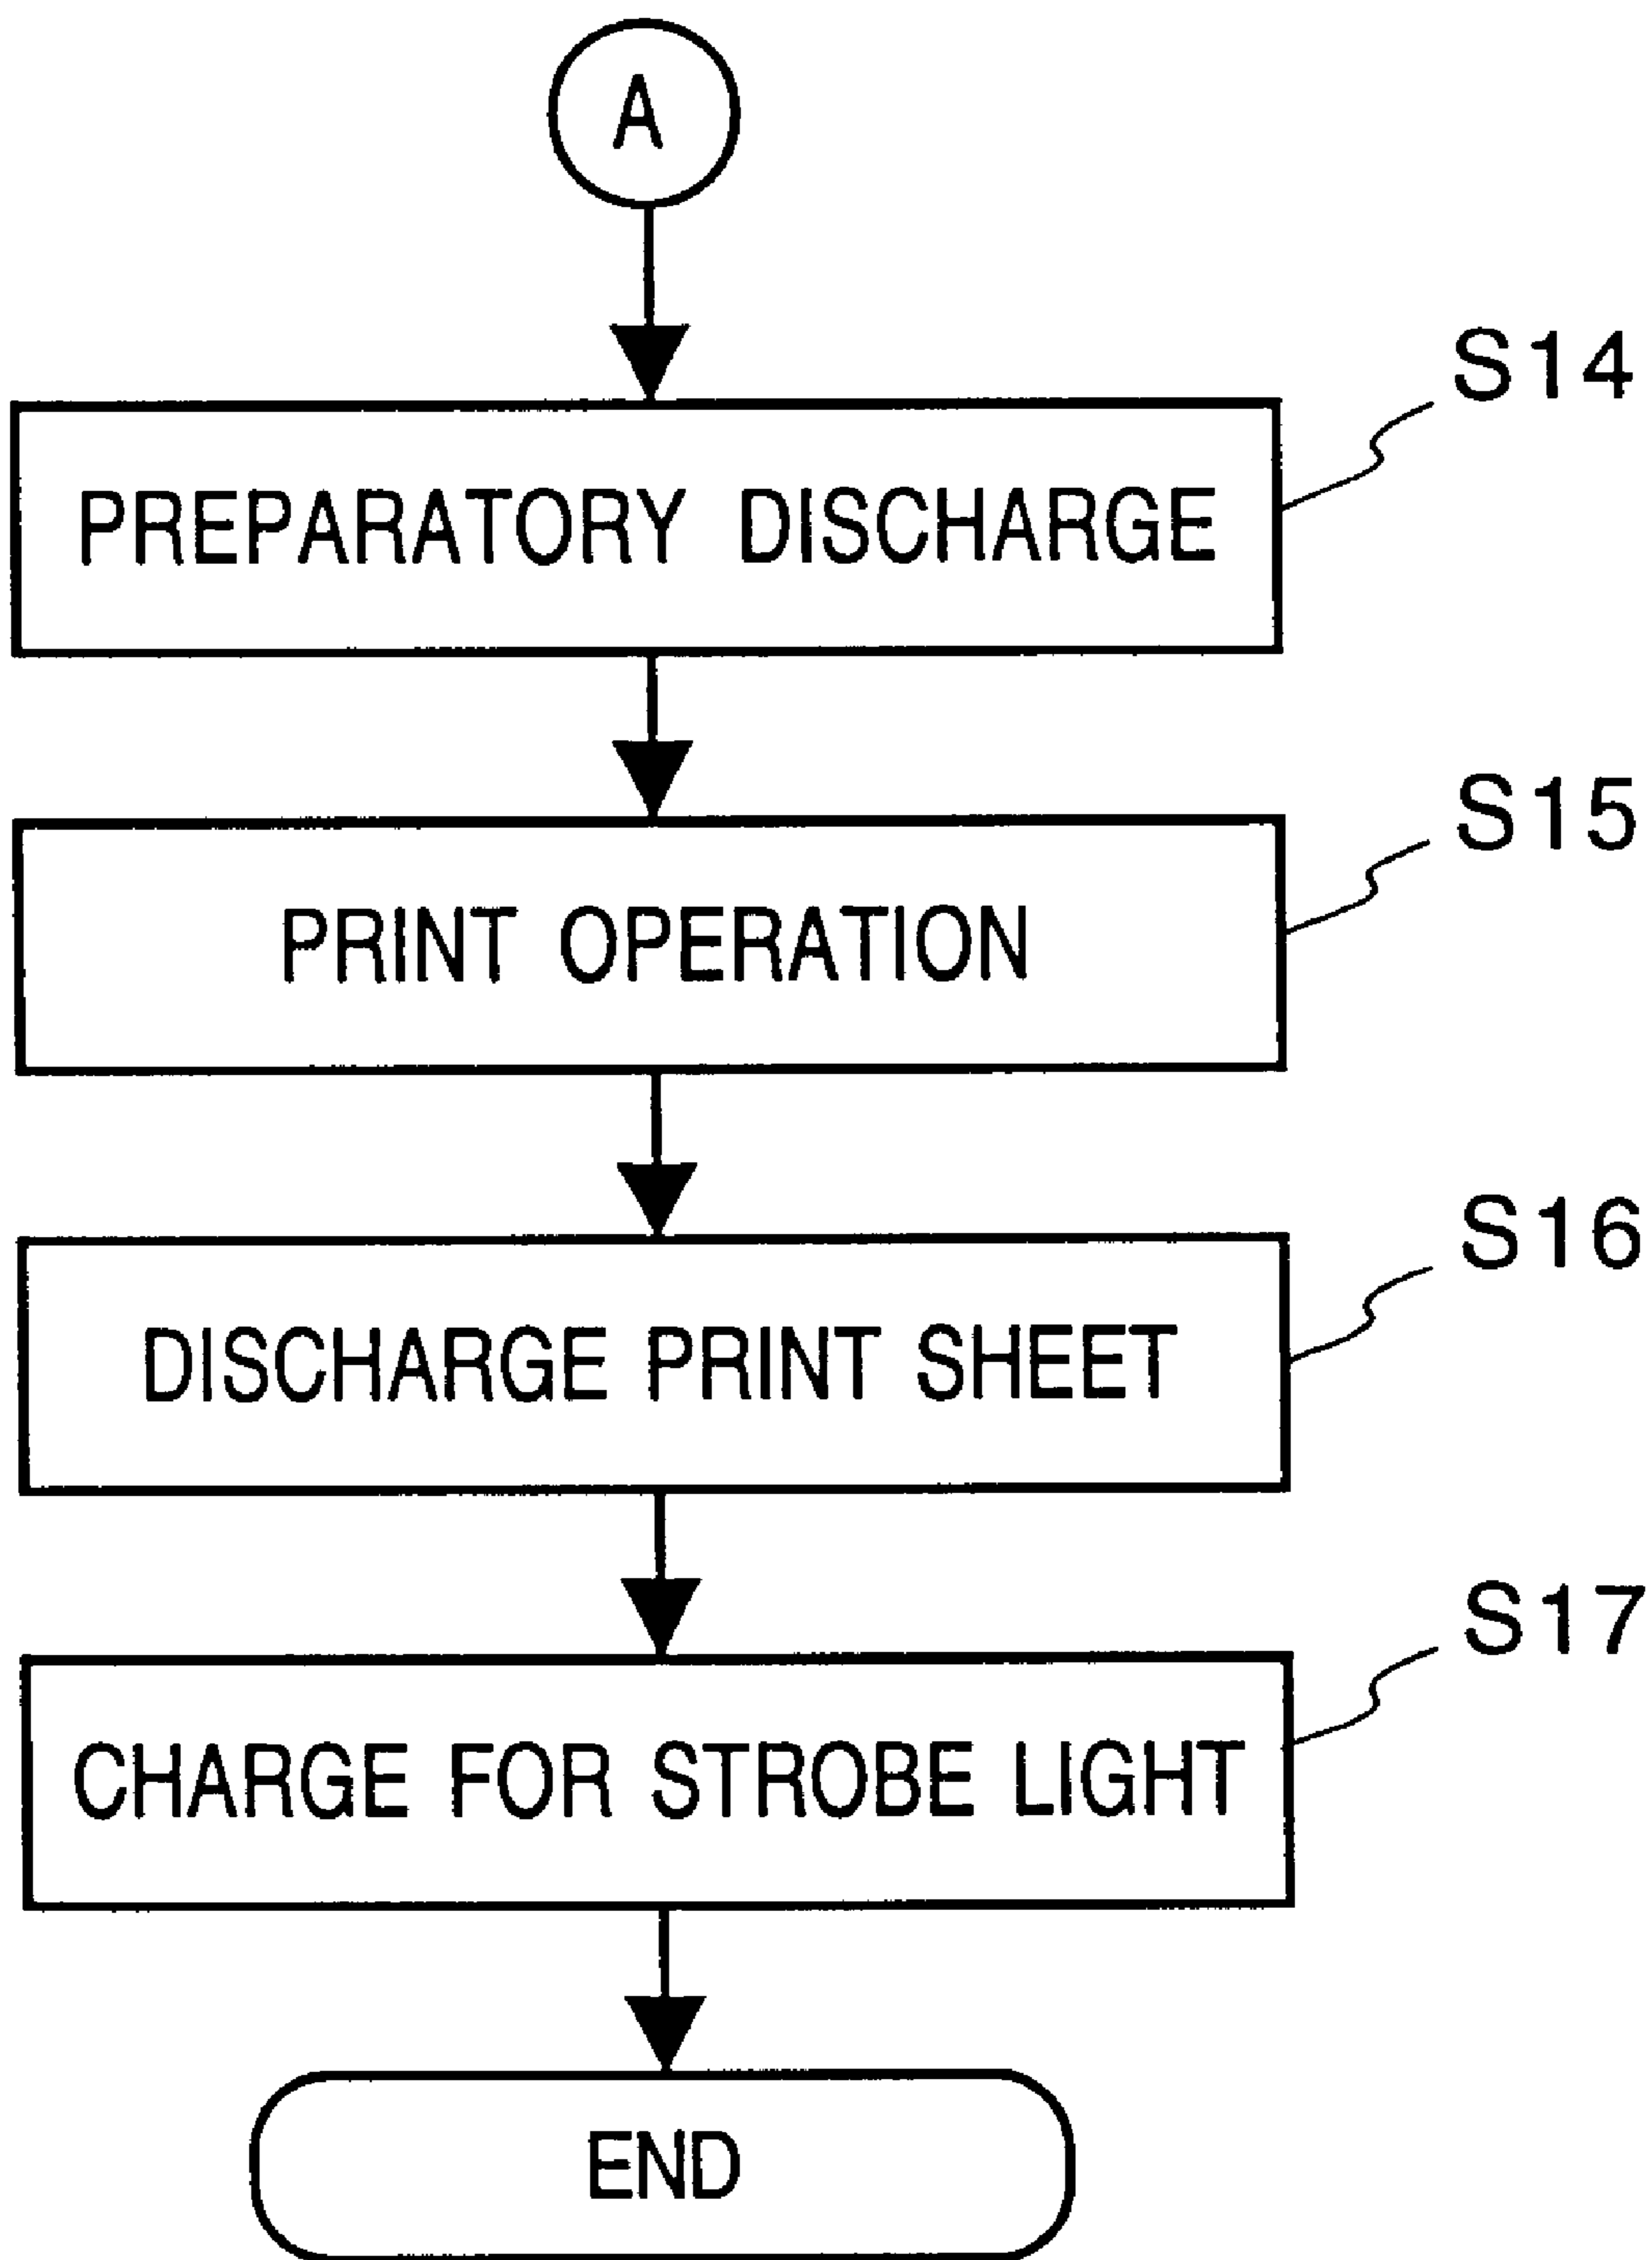 A
S14
PREPARATORY DISCHARGE
S15
PRINT OPERATION
S16
DISCHARGE PRINT SHEET
S17
CHARGE FOR STROBE LIGHT
END